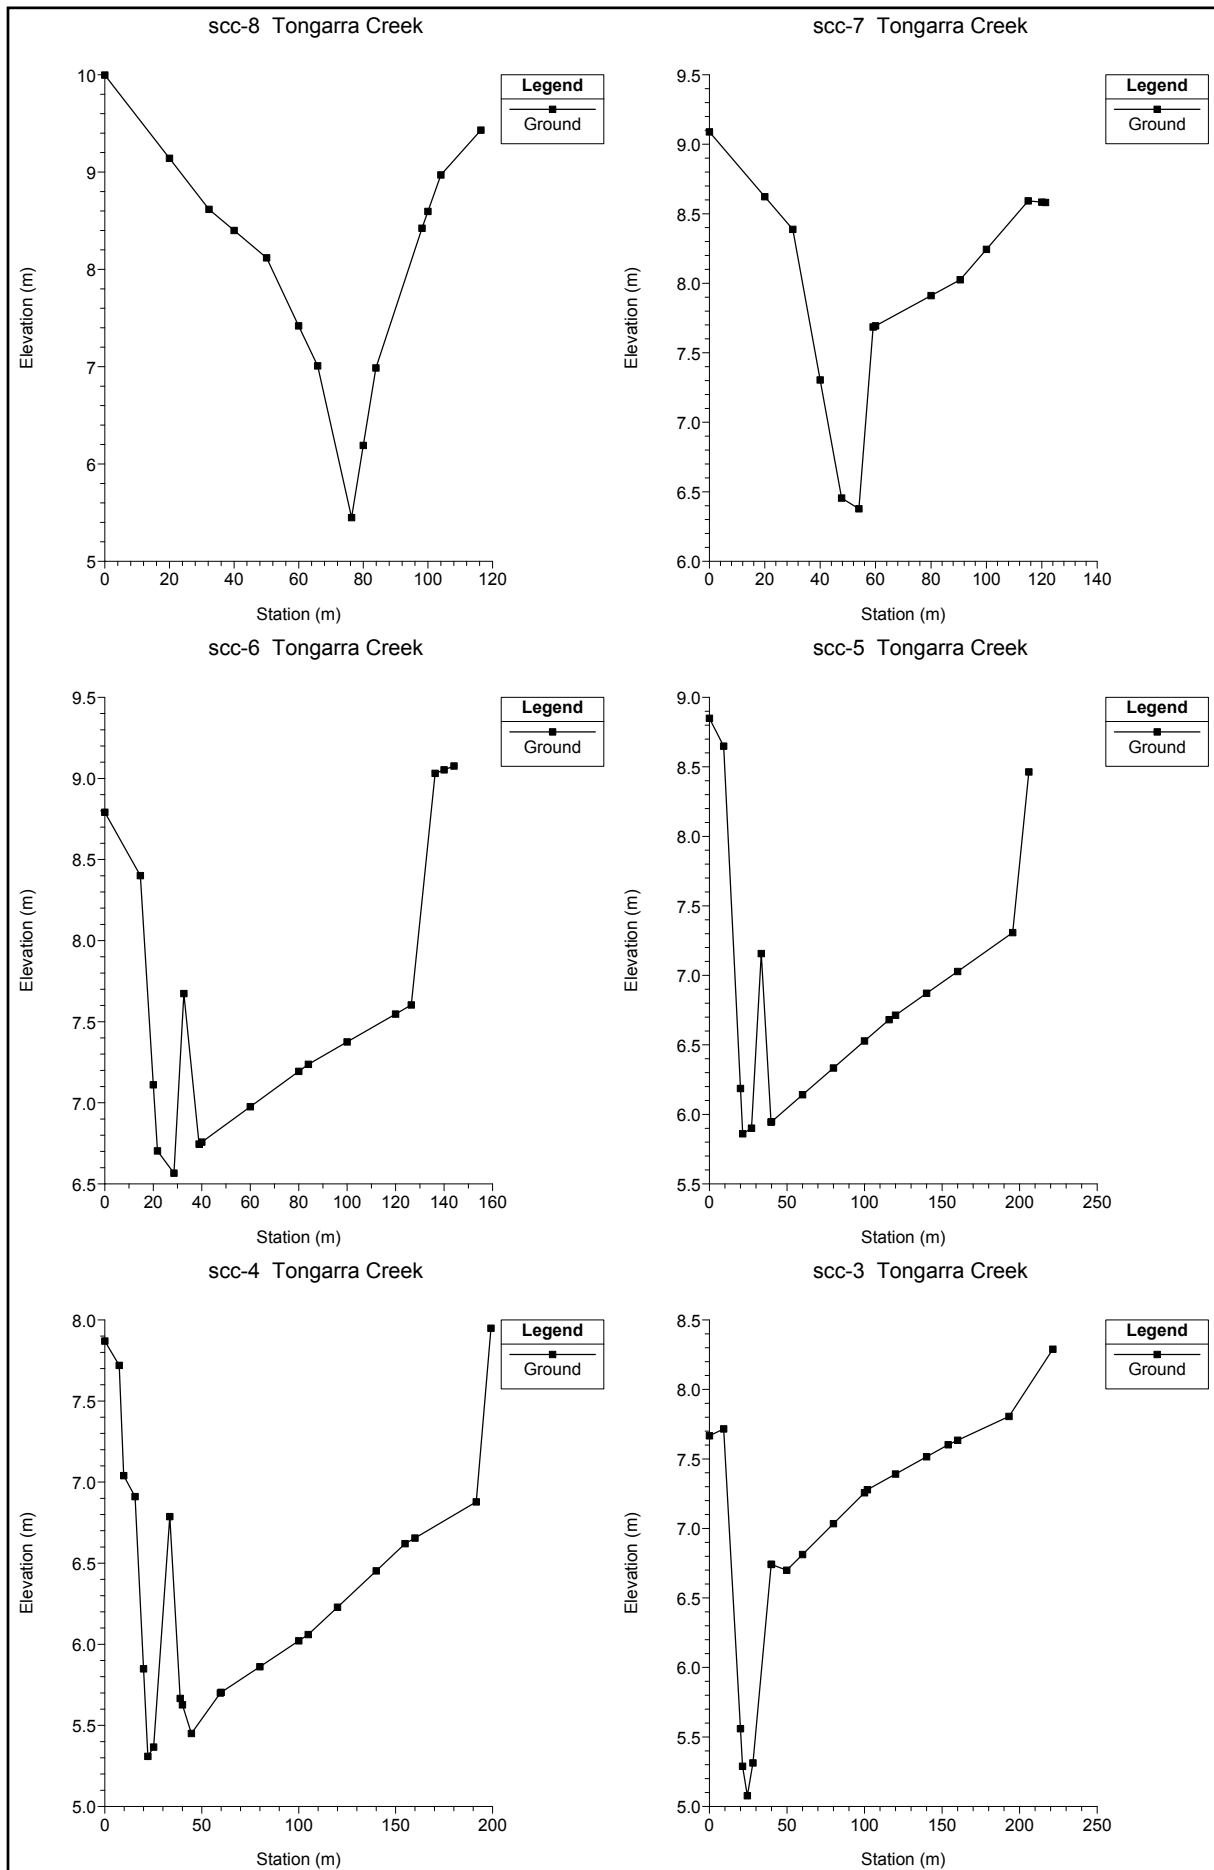 scc-8 Tongarra Creek
10
9
8
7
6
5
Elevation (m)
0 20 40 60 80 100 120
Station (m)
Legend
Ground
scc-7 Tongarra Creek
9.5
9.0
8.5
8.0
7.5
7.0
6.5
6.0
Elevation (m)
0 20 40 60 80 100 120 140
Station (m)
Legend
Ground
scc-6 Tongarra Creek
9.5
9.0
8.5
8.0
7.5
7.0
6.5
Elevation (m)
0 20 40 60 80 100 120 140 160
Station (m)
Legend
Ground
scc-5 Tongarra Creek
9.0
8.5
8.0
7.5
7.0
6.5
6.0
5.5
Elevation (m)
0 50 100 150 200 250
Station (m)
Legend
Ground
scc-4 Tongarra Creek
8.0
7.5
7.0
6.5
6.0
5.5
5.0
Elevation (m)
0 50 100 150 200
Station (m)
Legend
Ground
scc-3 Tongarra Creek
8.5
8.0
7.5
7.0
6.5
6.0
5.5
5.0
Elevation (m)
0 50 100 150 200 250
Station (m)
Legend
Ground